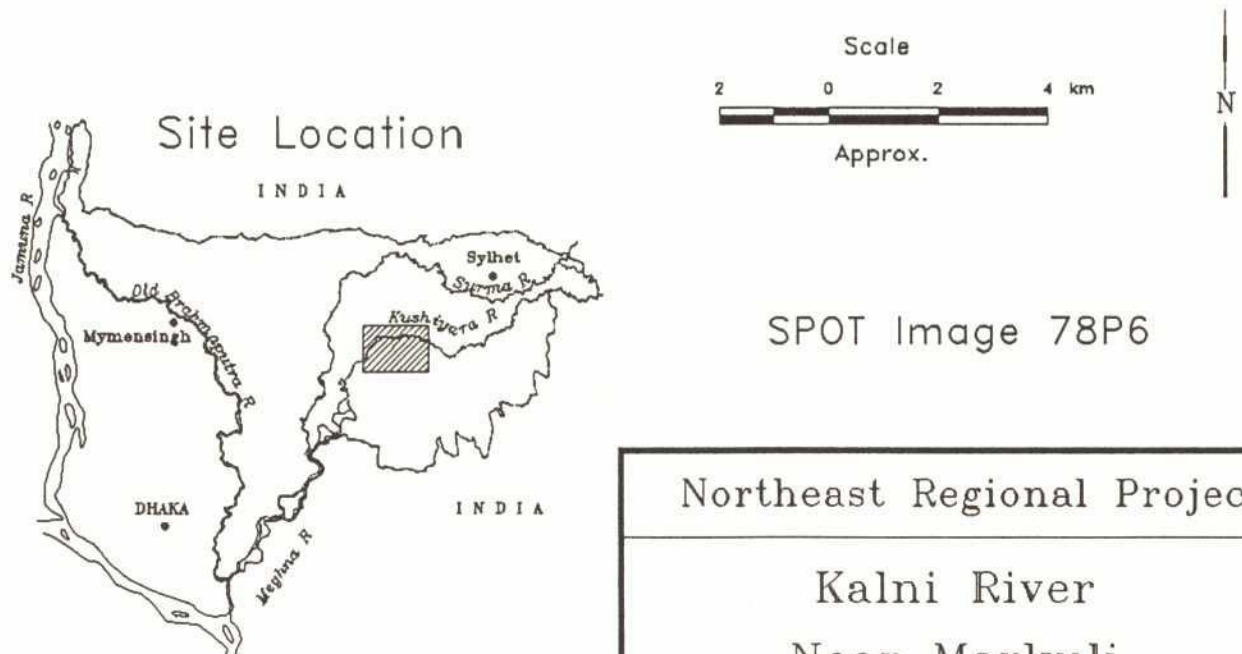 Scale
2 0 2 4 km
Approx.
N
Site Location
INDIA
Jamuna R
Old Brahmaputra R
Mymensingh
Sylhet
Surma R
Kushiyara R
DHAKA
INDIA
Meghna R
SPOT Image 78P6
Northeast Regional Projec
Kalni River
Near